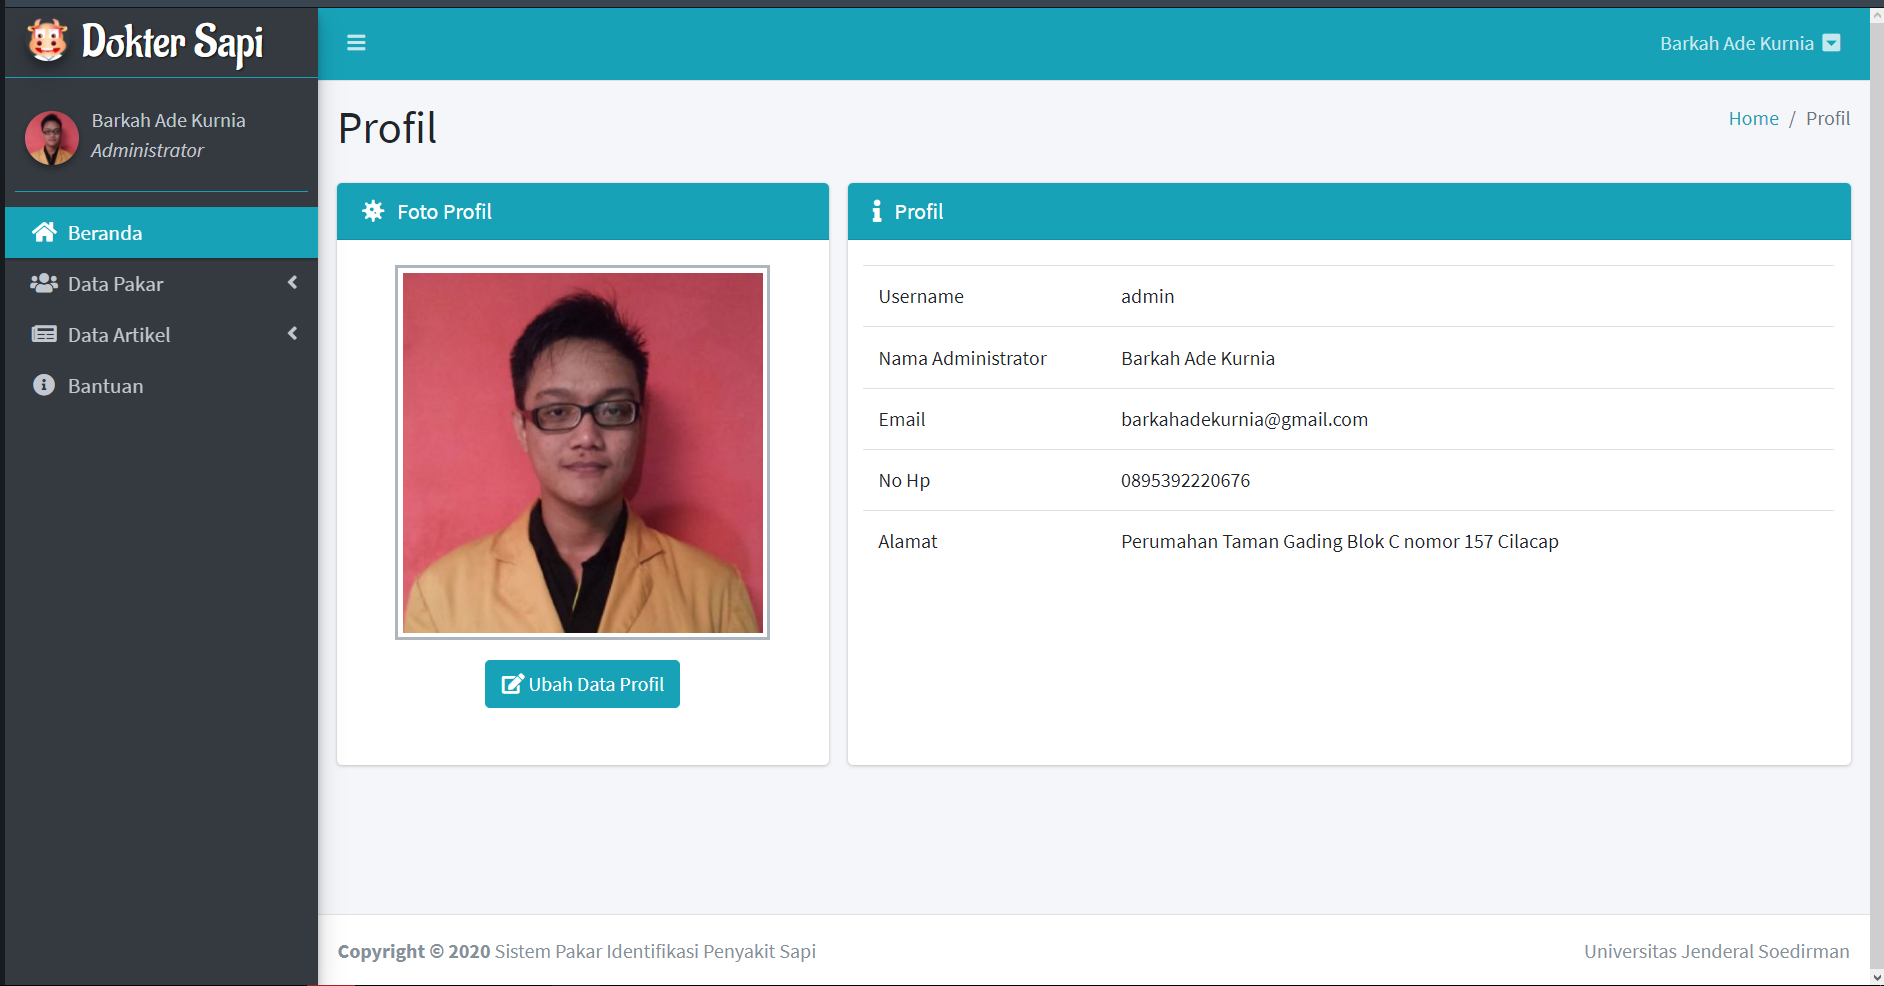 Dokter Sapi
Barkah Ade Kurnia
Barkah Ade Kurnia
Administrator
Beranda
Data Pakar
Data Artikel
Bantuan
Profil
Home / Profil
Foto Profil
Ubah Data Profil
Profil
Username admin
Nama Administrator Barkah Ade Kurnia
Email barkahadekurnia@gmail.com
No Hp 0895392220676
Alamat Perumahan Taman Gading Blok C nomor 157 Cilacap
Copyright © 2020 Sistem Pakar Identifikasi Penyakit Sapi
Universitas Jenderal Soedirman